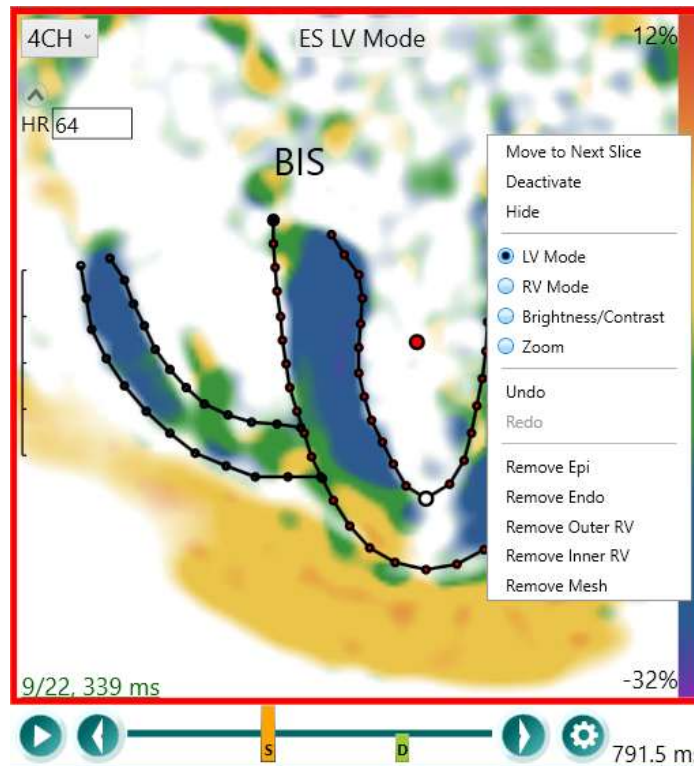 4CH
ES LV Mode
12%
HR 64
BIS
Move to Next Slice
Deactivate
Hide
LV Mode
RV Mode
Brightness/Contrast
Zoom
Undo
Redo
Remove Epi
Remove Endo
Remove Outer RV
Remove Inner RV
Remove Mesh
9/22, 339 ms
-32%
S
D